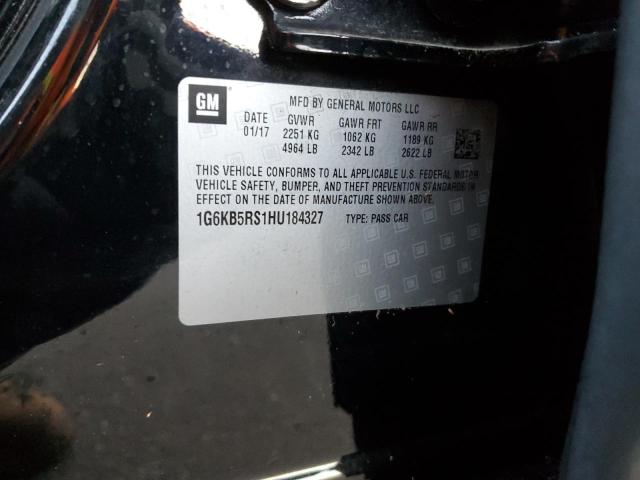 GM
MFD BY GENERAL MOTORS LLC
DATE GVWR GAWR FRT GAWR RR
01/17 2251 KG 1062 KG 1189 KG
4964 LB 2342 LB 2622 LB
THIS VEHICLE CONFORMS TO ALL APPLICABLE U.S. FEDERAL MOTOR
VEHICLE SAFETY, BUMPER, AND THEFT PREVENTION STANDARDS IN
EFFECT ON THE DATE OF MANUFACTURE SHOWN ABOVE.
1G6KB5RS1HU184327 TYPE: PASS CAR